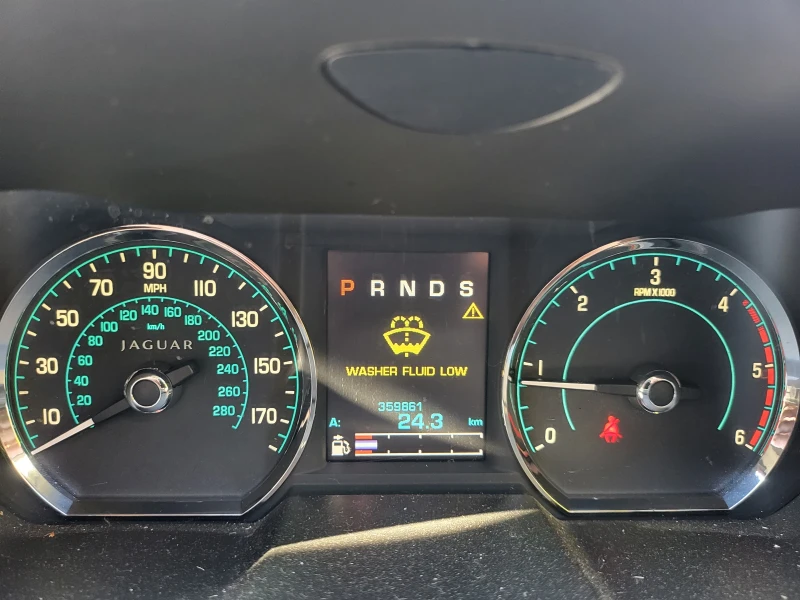 10 30 50 70 90 110 130 150 170
MPH
20 40 60 80 100 120 140 160 180 200 220 240 260 280
km/h
JAGUAR
P R N D S
WASHER FLUID LOW
359861
A: 24.3 km
0 1 2 3 4 5 6
RPM X 1000